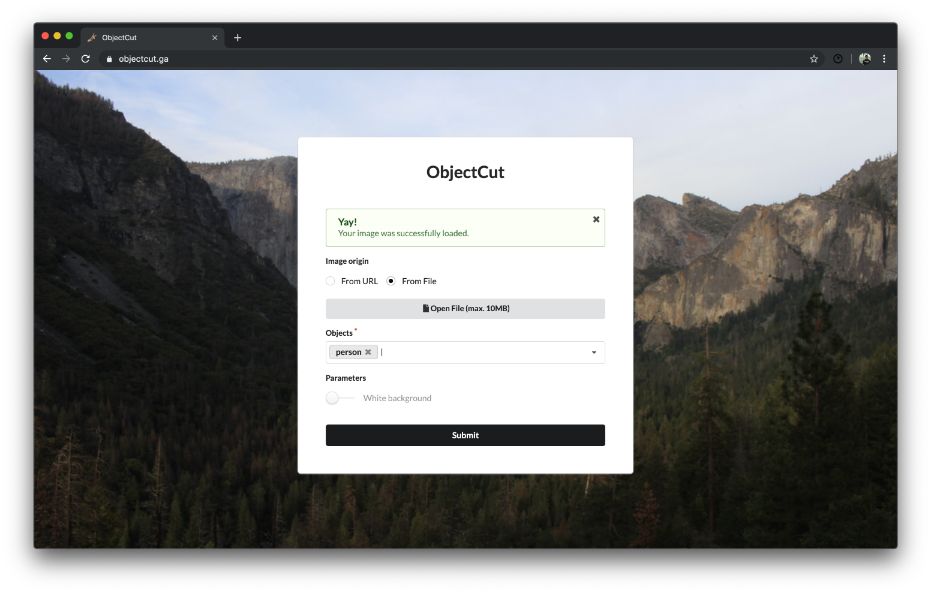 ObjectCut
objectcut.ga
ObjectCut
Yay!
Your image was successfully loaded.
Image origin
From URL From File
Open File (max. 10MB)
Objects *
person
Parameters
White background
Submit